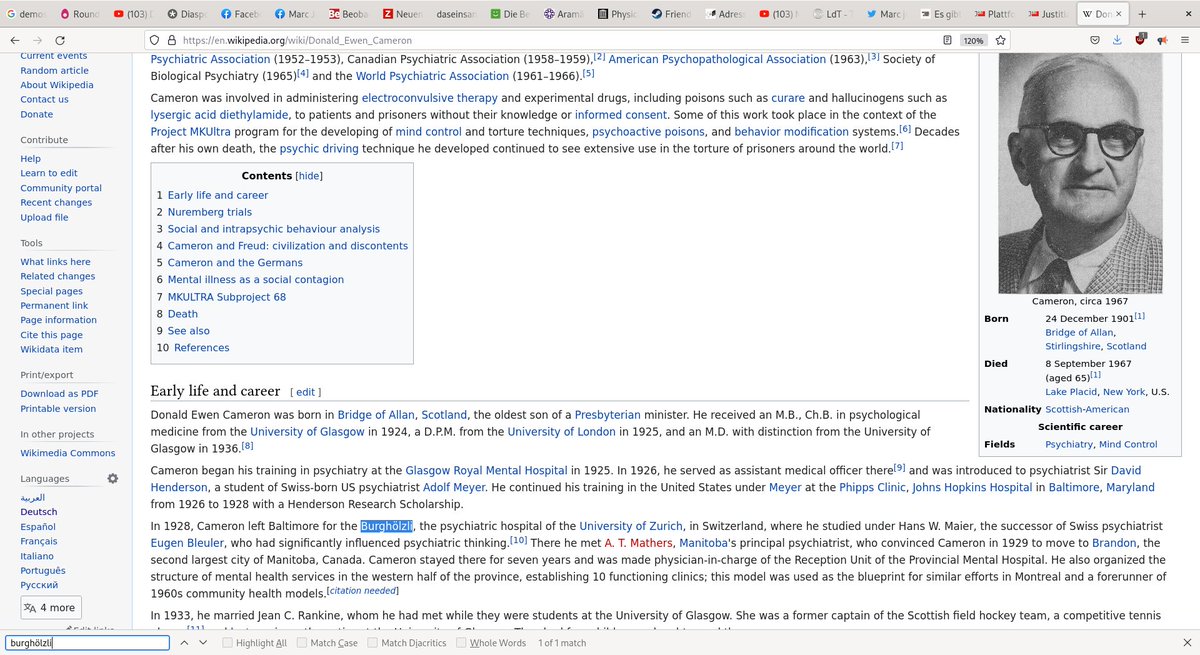 demos
Round
(103)
Diasp
Faceb
Marc J
Beoba
Neuen
daseinsan
Die Be
Aramä
Physic
Friend
Adres
(103)
LdT -
Marc j
Es gib
Plattfo
Justiti
Don
https://en.wikipedia.org/wiki/Donald_Ewen_Cameron
120%
Current events
Random article
About Wikipedia
Contact us
Donate
Contribute
Help
Learn to edit
Community portal
Recent changes
Upload file
Tools
What links here
Related changes
Special pages
Permanent link
Page information
Cite this page
Wikidata item
Print/export
Download as PDF
Printable version
In other projects
Wikimedia Commons
Languages
العربية
Deutsch
Español
Français
Italiano
Português
Русский
4 more
Edit links
Psychiatric Association (1952–1953), Canadian Psychiatric Association (1958–1959),[2] American Psychopathological Association (1963),[3] Society of
Biological Psychiatry (1965)[4] and the World Psychiatric Association (1961–1966).[5]
Cameron was involved in administering electroconvulsive therapy and experimental drugs, including poisons such as curare and hallucinogens such as
lysergic acid diethylamide, to patients and prisoners without their knowledge or informed consent. Some of this work took place in the context of the
Project MKUltra program for the developing of mind control and torture techniques, psychoactive poisons, and behavior modification systems.[6] Decades
after his own death, the psychic driving technique he developed continued to see extensive use in the torture of prisoners around the world.[7]
Contents [hide]
1 Early life and career
2 Nuremberg trials
3 Social and intrapsychic behaviour analysis
4 Cameron and Freud: civilization and discontents
5 Cameron and the Germans
6 Mental illness as a social contagion
7 MKULTRA Subproject 68
8 Death
9 See also
10 References
Cameron, circa 1967
Born 24 December 1901[1]
Bridge of Allan,
Stirlingshire, Scotland
Died 8 September 1967
(aged 65)[1]
Lake Placid, New York, U.S.
Nationality Scottish-American
Scientific career
Fields Psychiatry, Mind Control
Early life and career [ edit ]
Donald Ewen Cameron was born in Bridge of Allan, Scotland, the oldest son of a Presbyterian minister. He received an M.B., Ch.B. in psychological
medicine from the University of Glasgow in 1924, a D.P.M. from the University of London in 1925, and an M.D. with distinction from the University of
Glasgow in 1936.[8]
Cameron began his training in psychiatry at the Glasgow Royal Mental Hospital in 1925. In 1926, he served as assistant medical officer there[9] and was introduced to psychiatrist Sir David
Henderson, a student of Swiss-born US psychiatrist Adolf Meyer. He continued his training in the United States under Meyer at the Phipps Clinic, Johns Hopkins Hospital in Baltimore, Maryland
from 1926 to 1928 with a Henderson Research Scholarship.
In 1928, Cameron left Baltimore for the Burghölzli, the psychiatric hospital of the University of Zurich, in Switzerland, where he studied under Hans W. Maier, the successor of Swiss psychiatrist
Eugen Bleuler, who had significantly influenced psychiatric thinking.[10] There he met A. T. Mathers, Manitoba's principal psychiatrist, who convinced Cameron in 1929 to move to Brandon, the
second largest city of Manitoba, Canada. Cameron stayed there for seven years and was made physician-in-charge of the Reception Unit of the Provincial Mental Hospital. He also organized the
structure of mental health services in the western half of the province, establishing 10 functioning clinics; this model was used as the blueprint for similar efforts in Montreal and a forerunner of
1960s community health models.[citation needed]
In 1933, he married Jean C. Rankine, whom he had met while they were students at the University of Glasgow. She was a former captain of the Scottish field hockey team, a competitive tennis
burghölzli
Highlight All
Match Case
Match Diacritics
Whole Words
1 of 1 match